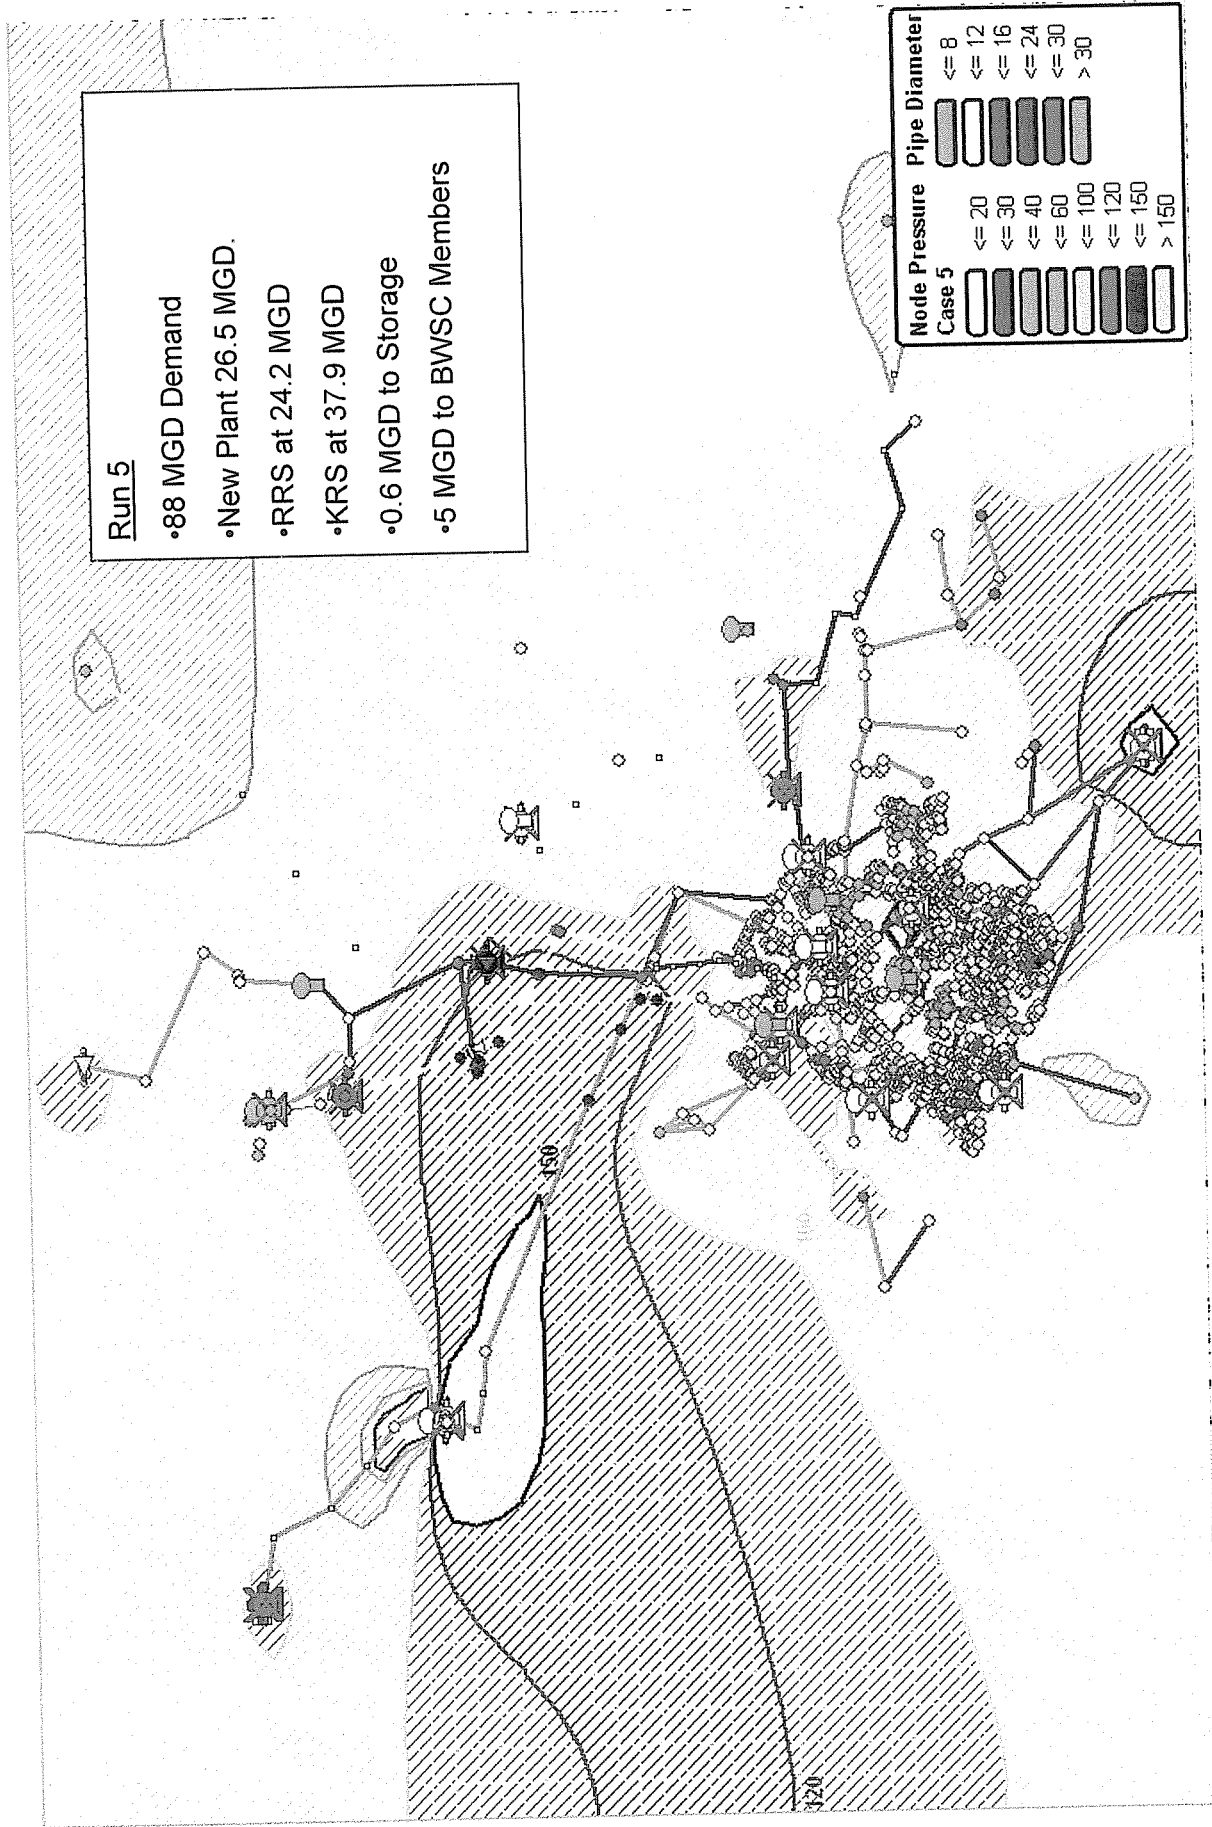 Run 5
•88 MGD Demand
•New Plant 26.5 MGD.
•RRS at 24.2 MGD
•KRS at 37.9 MGD
•0.6 MGD to Storage
•5 MGD to BWSC Members
150
120
Node Pressure
Case 5
<= 20
<= 30
<= 40
<= 60
<= 100
<= 120
<= 150
> 150
Pipe Diameter
<= 8
<= 12
<= 16
<= 24
<= 30
> 30